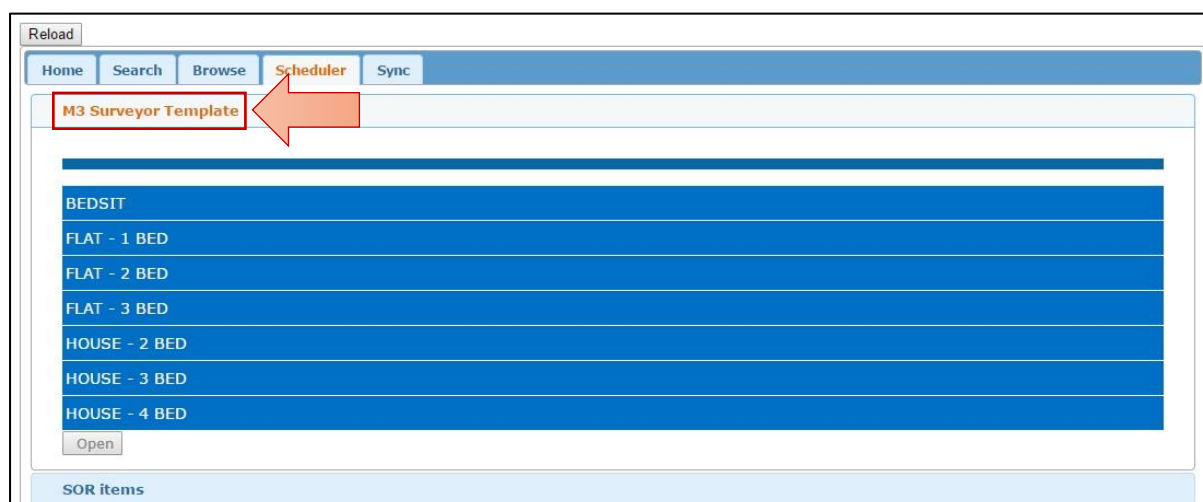 Reload
Home Search Browse Scheduler Sync
M3 Surveyor Template
BEDSIT
FLAT - 1 BED
FLAT - 2 BED
FLAT - 3 BED
HOUSE - 2 BED
HOUSE - 3 BED
HOUSE - 4 BED
Open
SOR items